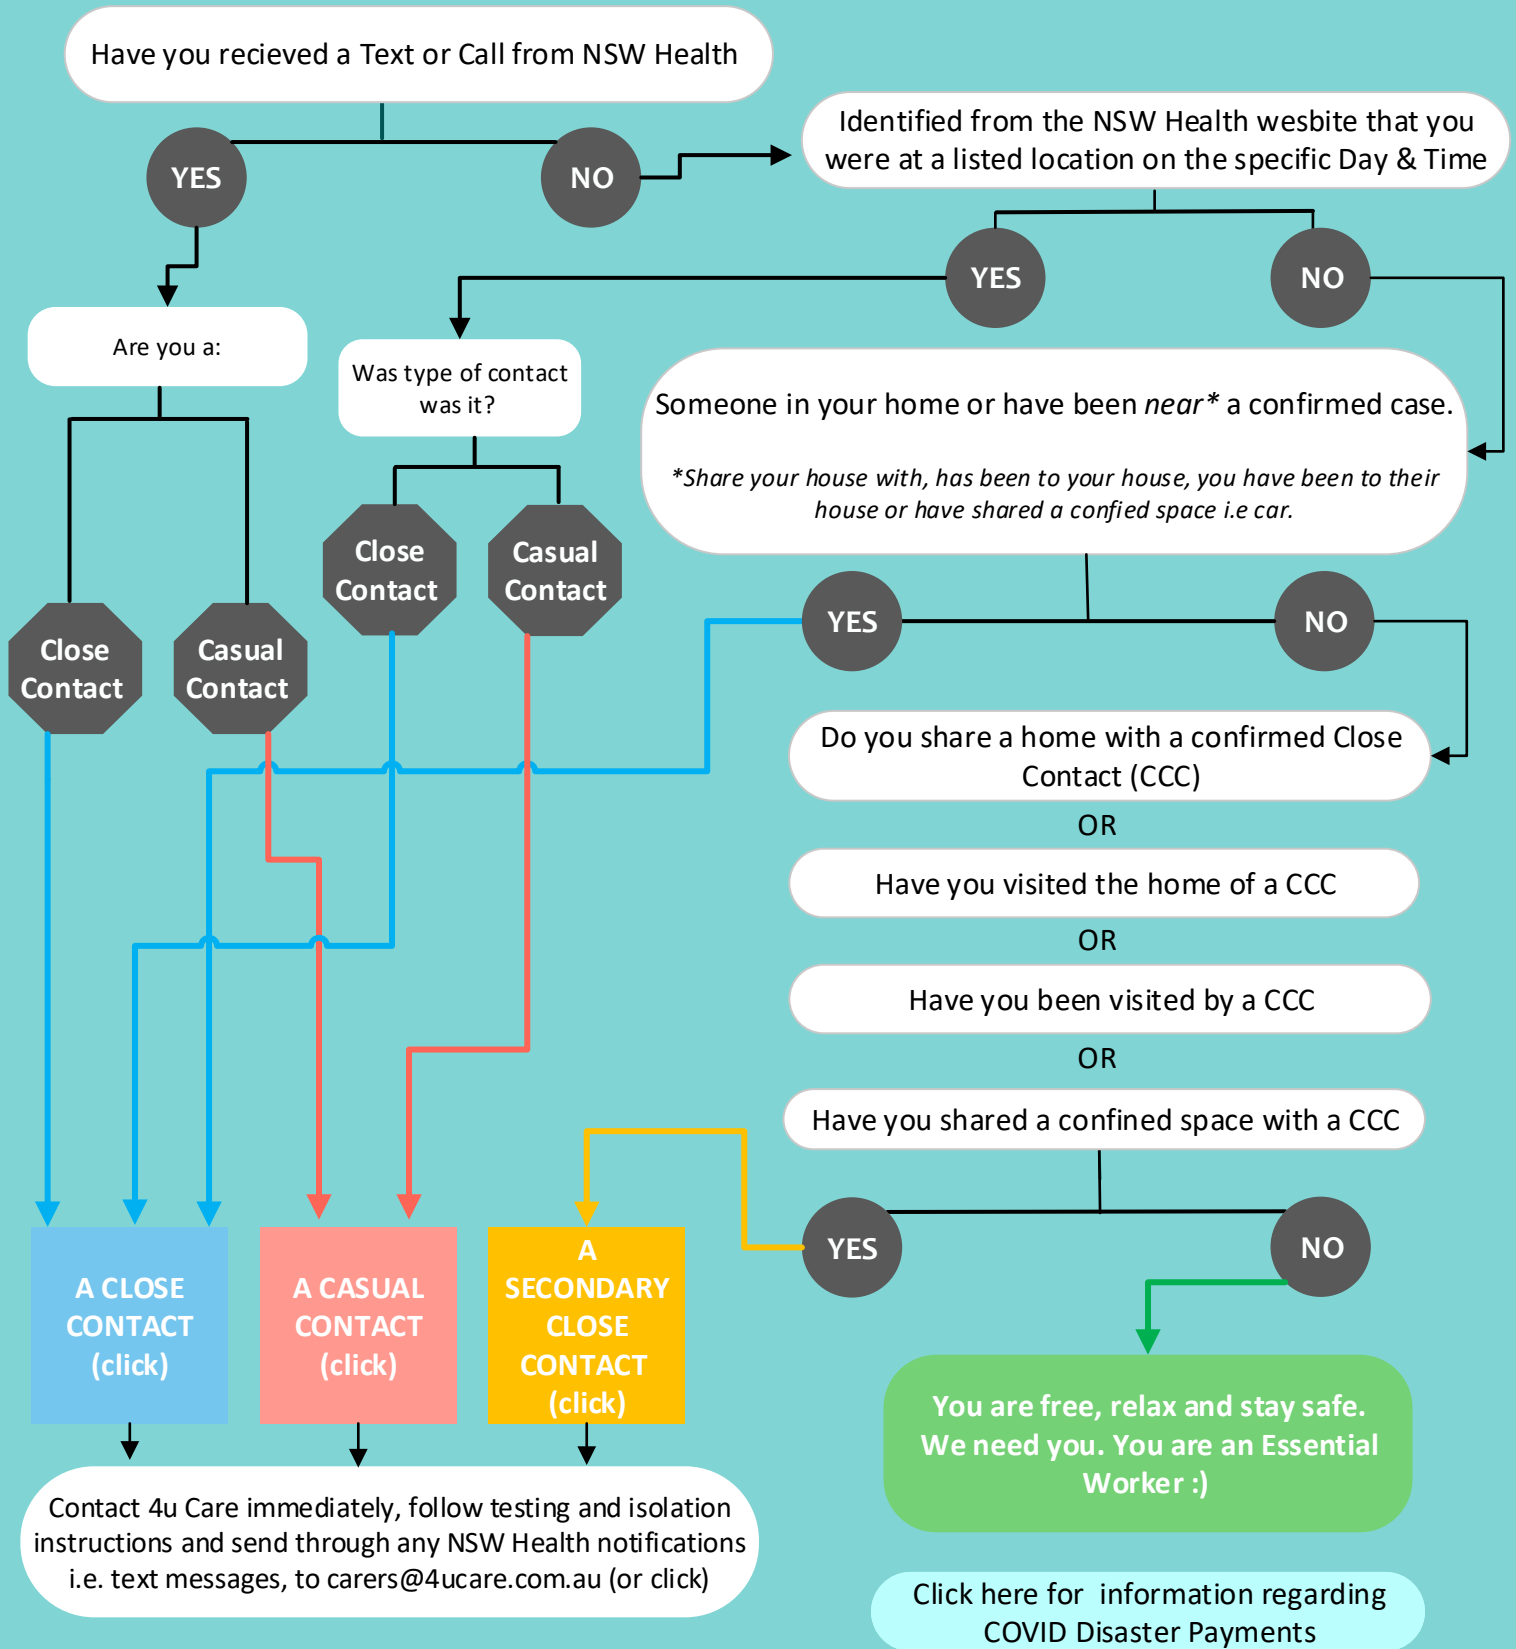 Have you recieved a Text or Call from NSW Health
YES
NO
Identified from the NSW Health wesbite that you
were at a listed location on the specific Day & Time
YES
NO
Are you a:
Was type of contact
was it?
Someone in your home or have been near* a confirmed case.
*Share your house with, has been to your house, you have been to their
house or have shared a confied space i.e car.
Close
Contact
Casual
Contact
Close
Contact
Casual
Contact
YES
NO
Do you share a home with a confirmed Close
Contact (CCC)
OR
Have you visited the home of a CCC
OR
Have you been visited by a CCC
OR
Have you shared a confined space with a CCC
YES
NO
A CLOSE
CONTACT
(click)
A CASUAL
CONTACT
(click)
A
SECONDARY
CLOSE
CONTACT
(click)
You are free, relax and stay safe.
We need you. You are an Essential
Worker :)
Contact 4u Care immediately, follow testing and isolation
instructions and send through any NSW Health notifications
i.e. text messages, to carers@4ucare.com.au (or click)
Click here for information regarding
COVID Disaster Payments